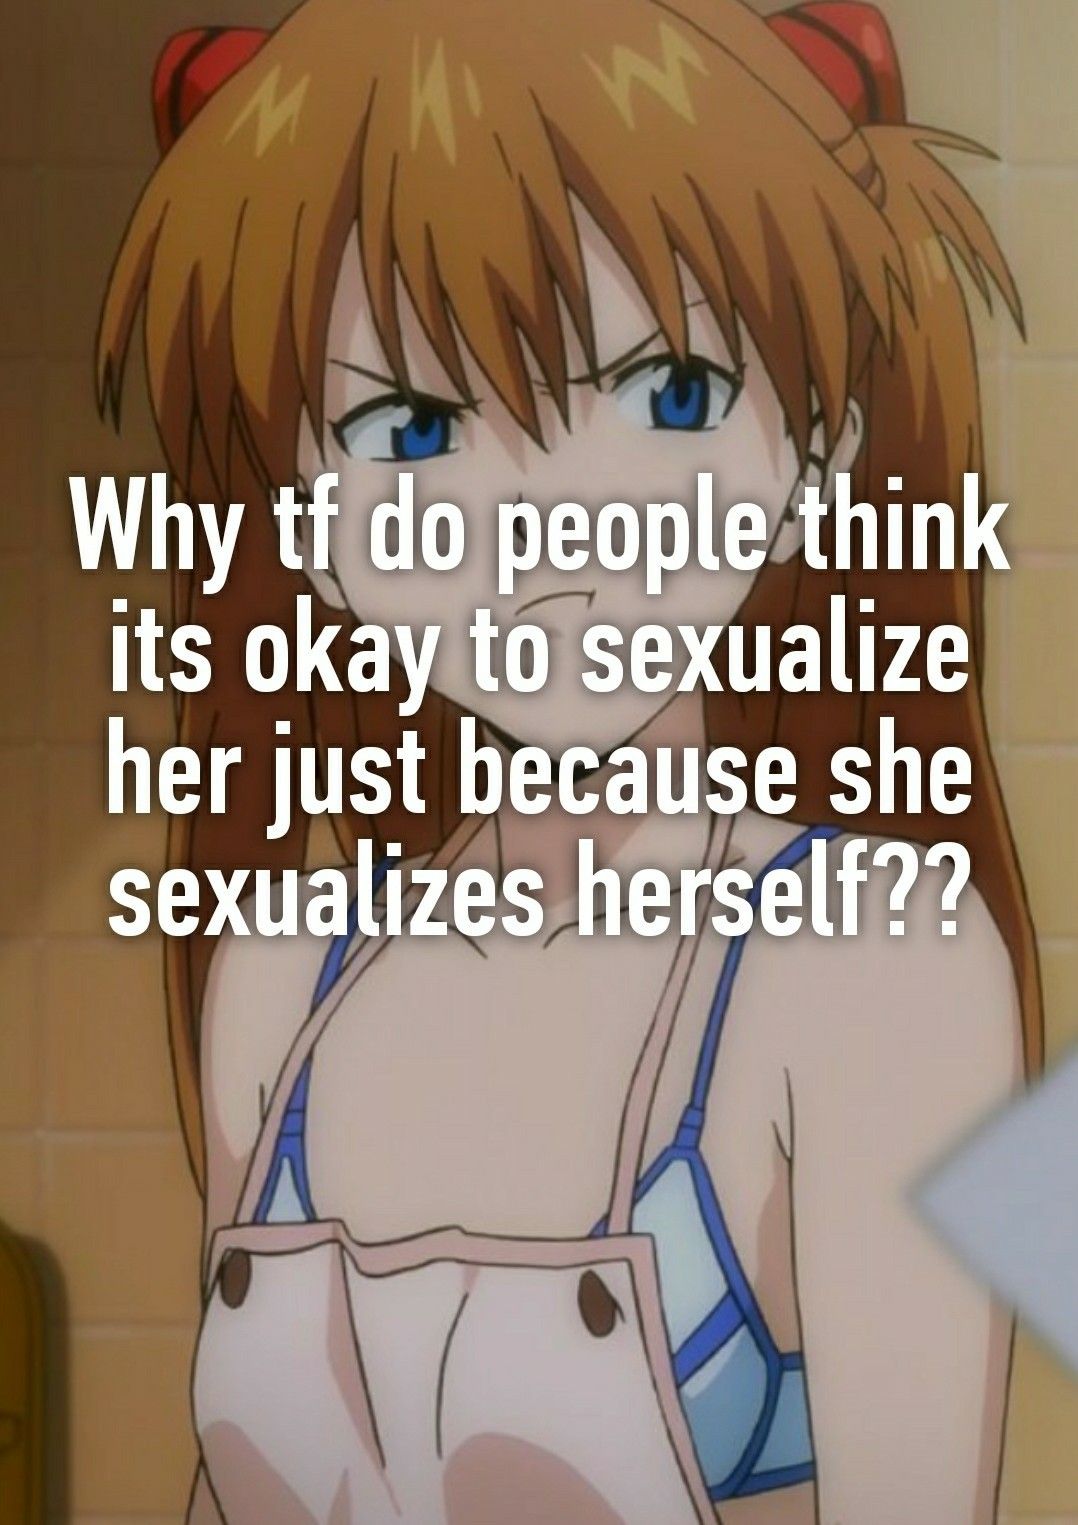 Why tf do people think
its okay to sexualize
her just because she
sexualizes herself??